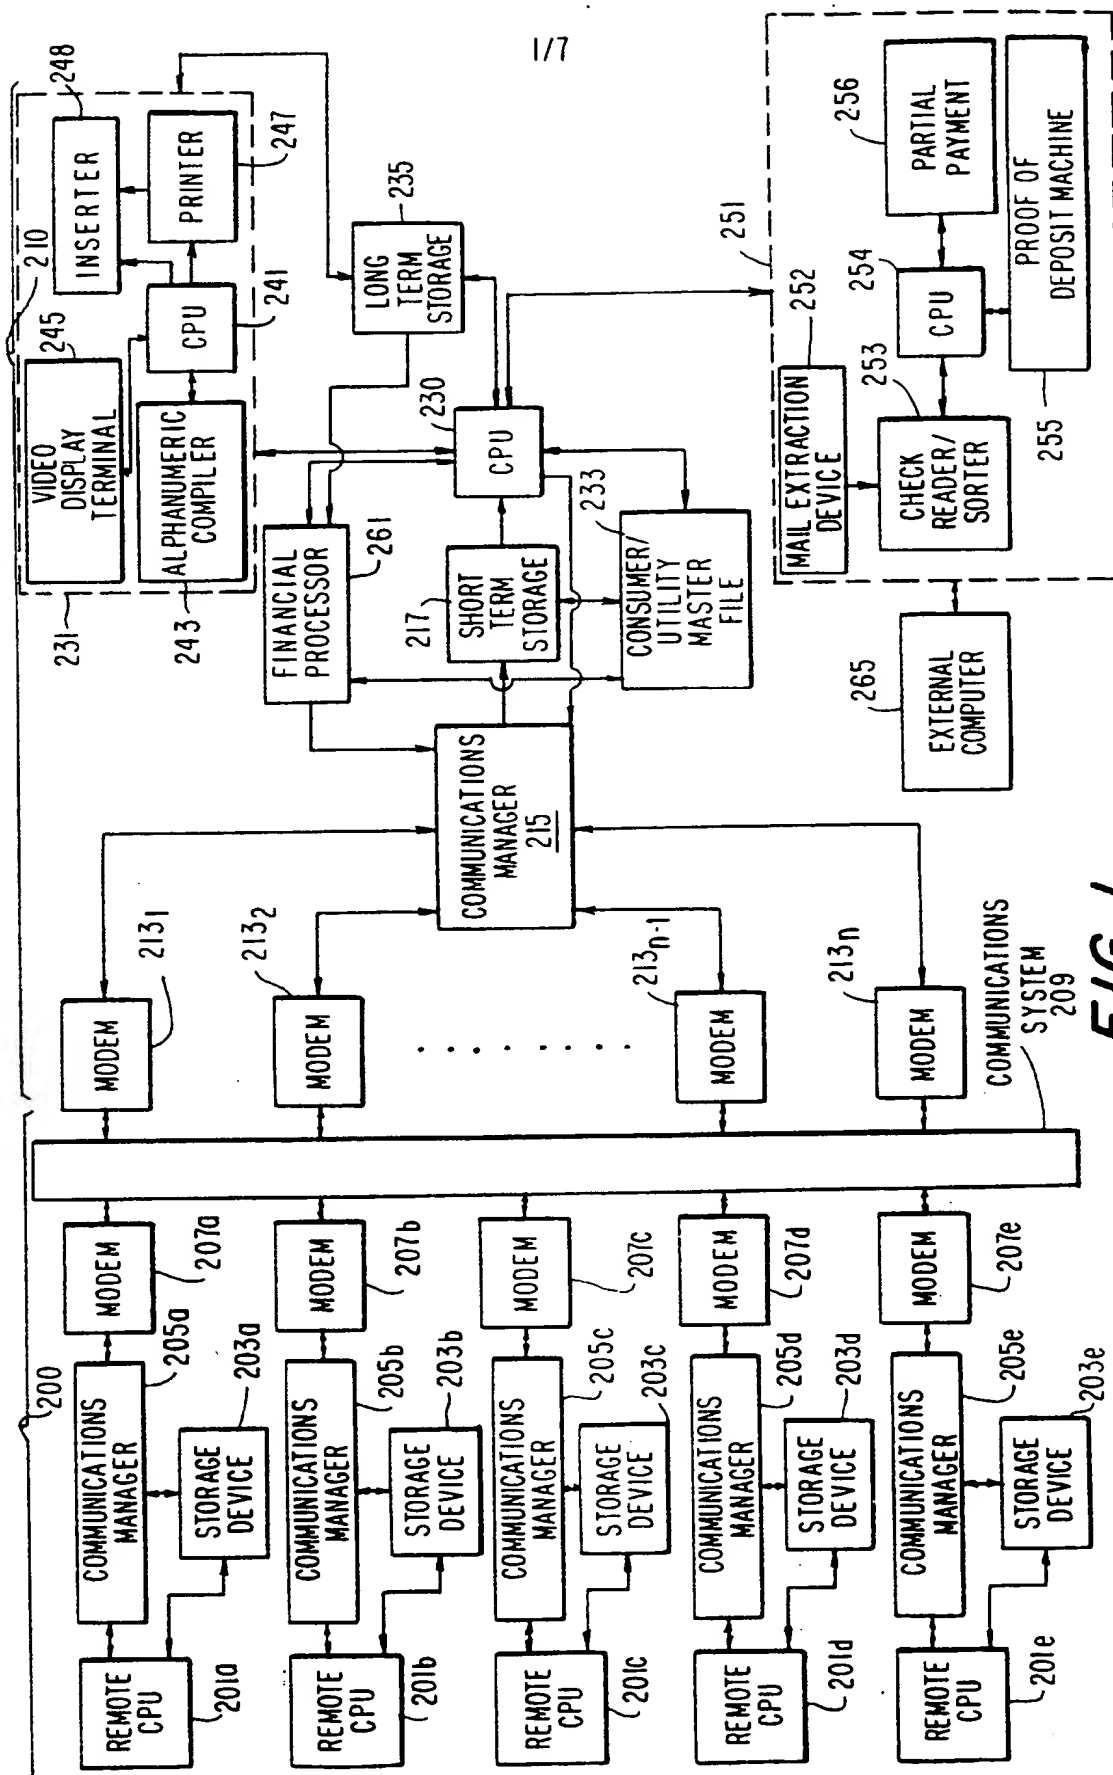 1/7
200
REMOTE
CPU
201a
COMMUNICATIONS
MANAGER
205a
STORAGE
DEVICE
203a
MODEM
207a
REMOTE
CPU
201b
COMMUNICATIONS
MANAGER
205b
STORAGE
DEVICE
203b
MODEM
207b
REMOTE
CPU
201c
COMMUNICATIONS
MANAGER
205c
STORAGE
DEVICE
203c
MODEM
207c
REMOTE
CPU
201d
COMMUNICATIONS
MANAGER
205d
STORAGE
DEVICE
203d
MODEM
207d
REMOTE
CPU
201e
COMMUNICATIONS
MANAGER
205e
STORAGE
DEVICE
203e
MODEM
207e
COMMUNICATIONS
SYSTEM
209
210
MODEM
213₁
MODEM
213₂
. . . . . . . . .
MODEM
213n-1
MODEM
213n
COMMUNICATIONS
MANAGER
215
FINANCIAL
PROCESSOR
261
217
SHORT
TERM
STORAGE
CONSUMER/
UTILITY
MASTER
FILE
233
230
CPU
LONG
TERM
STORAGE
235
231
VIDEO
DISPLAY
TERMINAL
245
ALPHANUMERIC
COMPILER
243
CPU
241
INSERTER
248
PRINTER
247
251
MAIL EXTRACTION
DEVICE
252
CHECK
READER/
SORTER
253
CPU
254
PARTIAL
PAYMENT
256
PROOF OF
DEPOSIT MACHINE
255
265
EXTERNAL
COMPUTER
FIG. 1